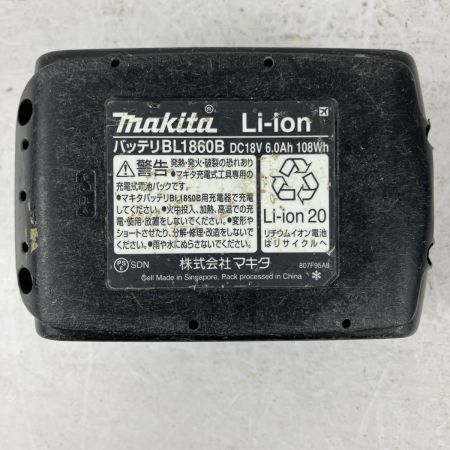 makita® Li-ion
バッテリBL1860B DC18V 6.0Ah 108Wh
警告 発熱・発火・破裂の恐れあり
●マキタ充電式工具専用の
充電式電池パックです。
●マキタバッテリBL1860B用充電器で充電
してください。●火中投入、加熱、高温での充
電・使用・放置をしないでください。●変形や
ショートさせたり、分解・修理・改造をしないで
ください。●雨や水にぬらさないでください。
Li-ion 20
リチウムイオン電池
はリサイクルへ
PS E SDN 株式会社マキタ 807F95A8
Cell Made in Singapore, Pack processed in China